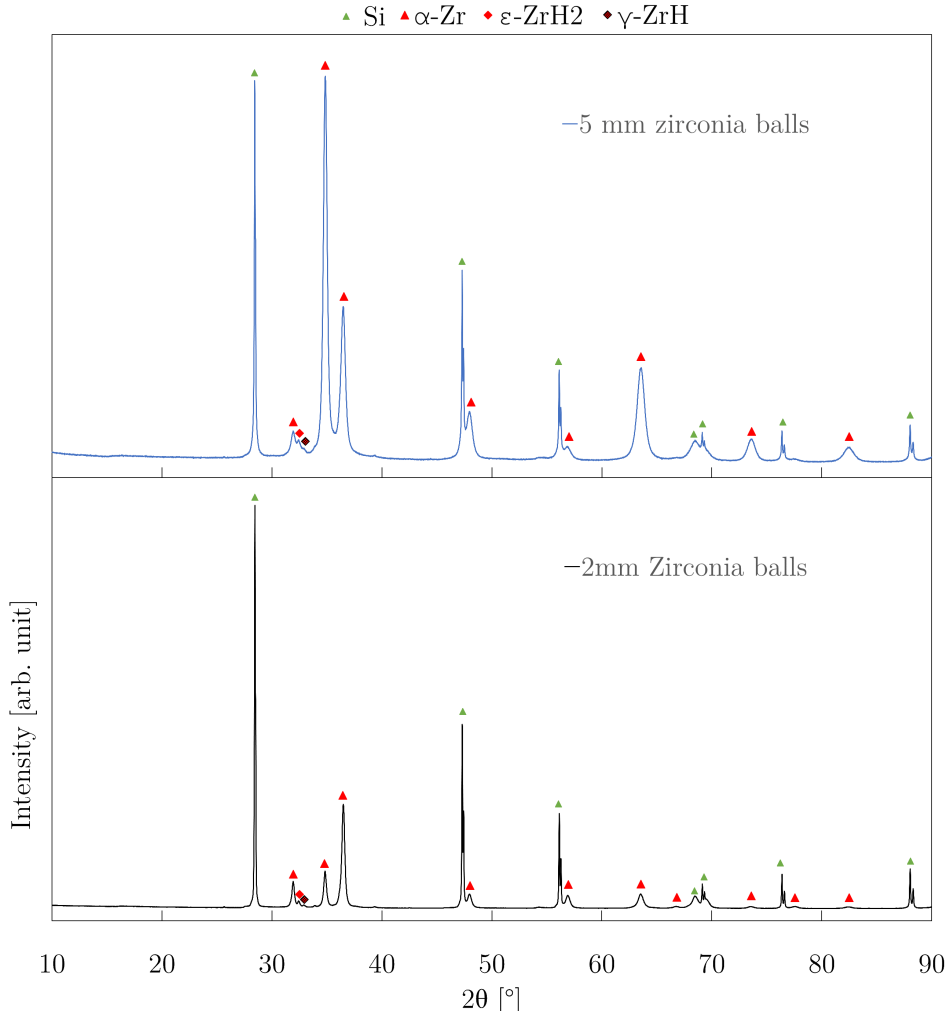 Si α-Zr ε-ZrH2 γ-ZrH
5 mm zirconia balls
2mm Zirconia balls
Intensity [arb. unit]
10 20 30 40 50 60 70 80 90
2θ [°]